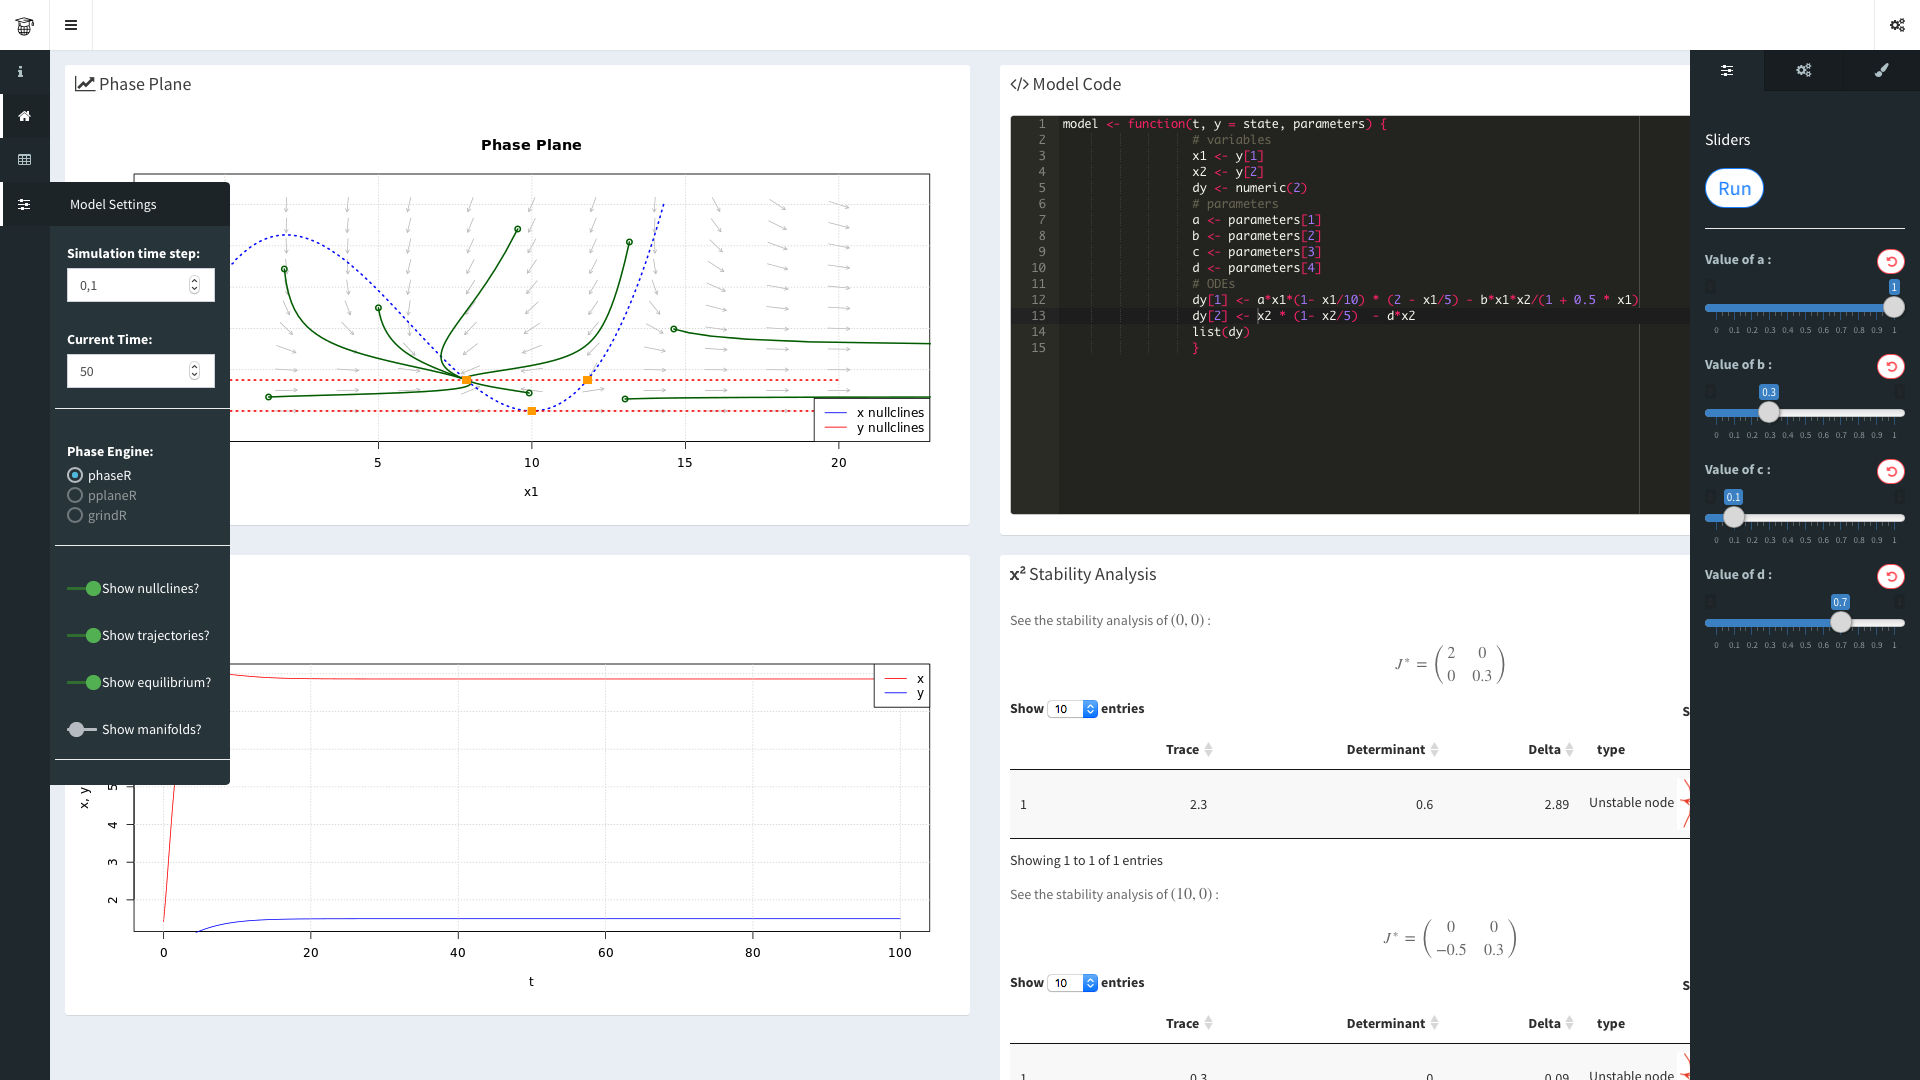 Phase Plane
Phase Plane
5
10
15
20
x1
x nullclines
y nullclines
Model Settings
Simulation time step:
0,1
Current Time:
50
Phase Engine:
phaseR
pplaneR
grindR
Show nullclines?
Show trajectories?
Show equilibrium?
Show manifolds?
x
y
x, y
5
4
3
2
0
20
40
60
80
100
t
</> Model Code
1 model <- function(t, y = state, parameters) {
2 # variables
3 x1 <- y[1]
4 x2 <- y[2]
5 dy <- numeric(2)
6 # parameters
7 a <- parameters[1]
8 b <- parameters[2]
9 c <- parameters[3]
10 d <- parameters[4]
11 # ODEs
12 dy[1] <- a*x1*(1- x1/10) * (2 - x1/5) - b*x1*x2/(1 + 0.5 * x1)
13 dy[2] <- x2 * (1- x2/5)  - d*x2
14 list(dy)
15 }
x² Stability Analysis
See the stability analysis of (0, 0) :
J* = ( 2 0
0 0.3 )
Show 10 entries
S
Trace Determinant Delta type
1 2.3 0.6 2.89 Unstable node
Showing 1 to 1 of 1 entries
See the stability analysis of (10, 0) :
J* = ( 0 0
−0.5 0.3 )
Show 10 entries
S
Trace Determinant Delta type
1 0.3 0 0.09 Unstable node
Sliders
Run
Value of a :
1
0 0.1 0.2 0.3 0.4 0.5 0.6 0.7 0.8 0.9 1
Value of b :
0.3
0 0.1 0.2 0.3 0.4 0.5 0.6 0.7 0.8 0.9 1
Value of c :
0.1
0 0.1 0.2 0.3 0.4 0.5 0.6 0.7 0.8 0.9 1
Value of d :
0.7
0 0.1 0.2 0.3 0.4 0.5 0.6 0.7 0.8 0.9 1